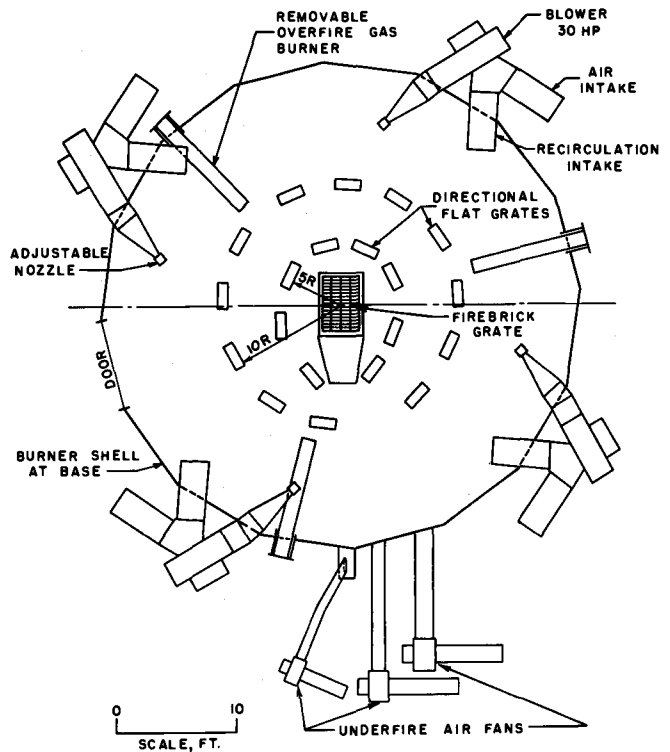 REMOVABLE
OVERFIRE GAS
BURNER
BLOWER
30 HP
AIR
INTAKE
RECIRCULATION
INTAKE
DIRECTIONAL
FLAT GRATES
ADJUSTABLE
NOZZLE
5R
FIREBRICK
GRATE
10R
DOOR
BURNER SHELL
AT BASE
0 10
SCALE, FT.
UNDERFIRE AIR FANS